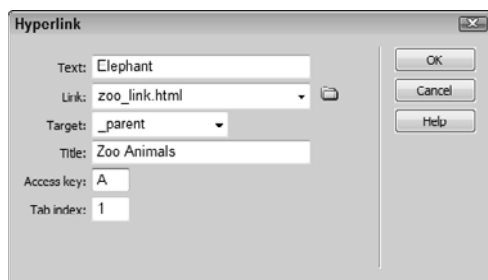 Hyperlink
Text: Elephant
Link: zoo_link.html
Target: _parent
Title: Zoo Animals
Access key: A
Tab index: 1
OK
Cancel
Help